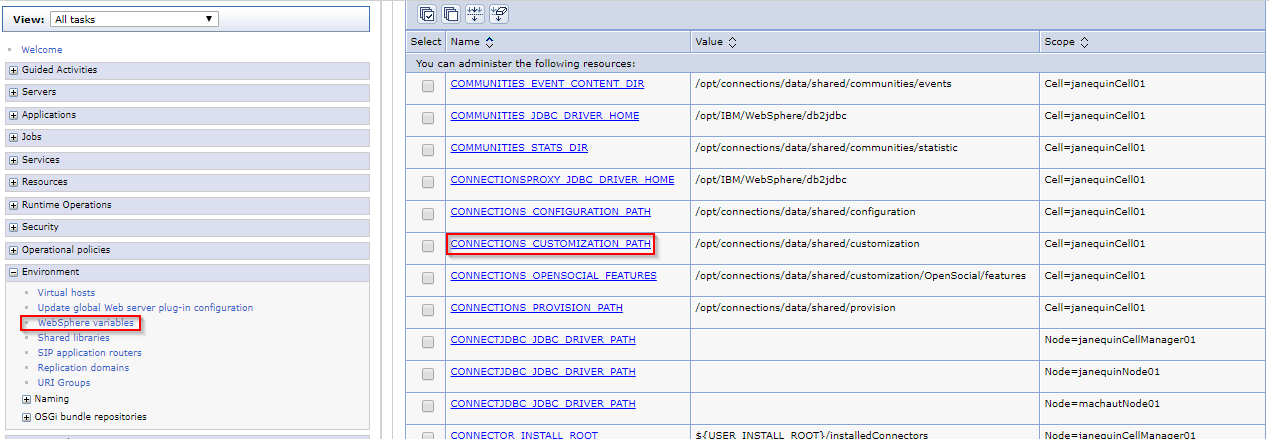 View: All tasks
Welcome
Guided Activities
Servers
Applications
Jobs
Services
Resources
Runtime Operations
Security
Operational policies
Environment
Virtual hosts
Update global Web server plug-in configuration
WebSphere variables
Shared libraries
SIP application routers
Replication domains
URI Groups
Naming
OSGi bundle repositories
Select Name Value Scope
You can administer the following resources:
COMMUNITIES_EVENT_CONTENT_DIR /opt/connections/data/shared/communities/events Cell=janequinCell01
COMMUNITIES_JDBC_DRIVER_HOME /opt/IBM/WebSphere/db2jdbc Cell=janequinCell01
COMMUNITIES_STATS_DIR /opt/connections/data/shared/communities/statistic Cell=janequinCell01
CONNECTIONSPROXY_JDBC_DRIVER_HOME /opt/IBM/WebSphere/db2jdbc Cell=janequinCell01
CONNECTIONS_CONFIGURATION_PATH /opt/connections/data/shared/configuration Cell=janequinCell01
CONNECTIONS_CUSTOMIZATION_PATH /opt/connections/data/shared/customization Cell=janequinCell01
CONNECTIONS_OPENSOCIAL_FEATURES /opt/connections/data/shared/customization/OpenSocial/features Cell=janequinCell01
CONNECTIONS_PROVISION_PATH /opt/connections/data/shared/provision Cell=janequinCell01
CONNECTJDBC_JDBC_DRIVER_PATH Node=janequinCellManager01
CONNECTJDBC_JDBC_DRIVER_PATH Node=janequinNode01
CONNECTJDBC_JDBC_DRIVER_PATH Node=machautNode01
CONNECTOR_INSTALL_ROOT ${USER_INSTALL_ROOT}/installedConnectors Cell=janequinCell01